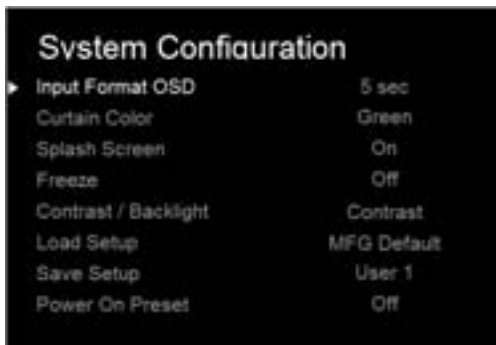 System Configuration
Input Format OSD 5 sec
Curtain Color Green
Splash Screen On
Freeze Off
Contrast / Backlight Contrast
Load Setup MFG Default
Save Setup User 1
Power On Preset Off